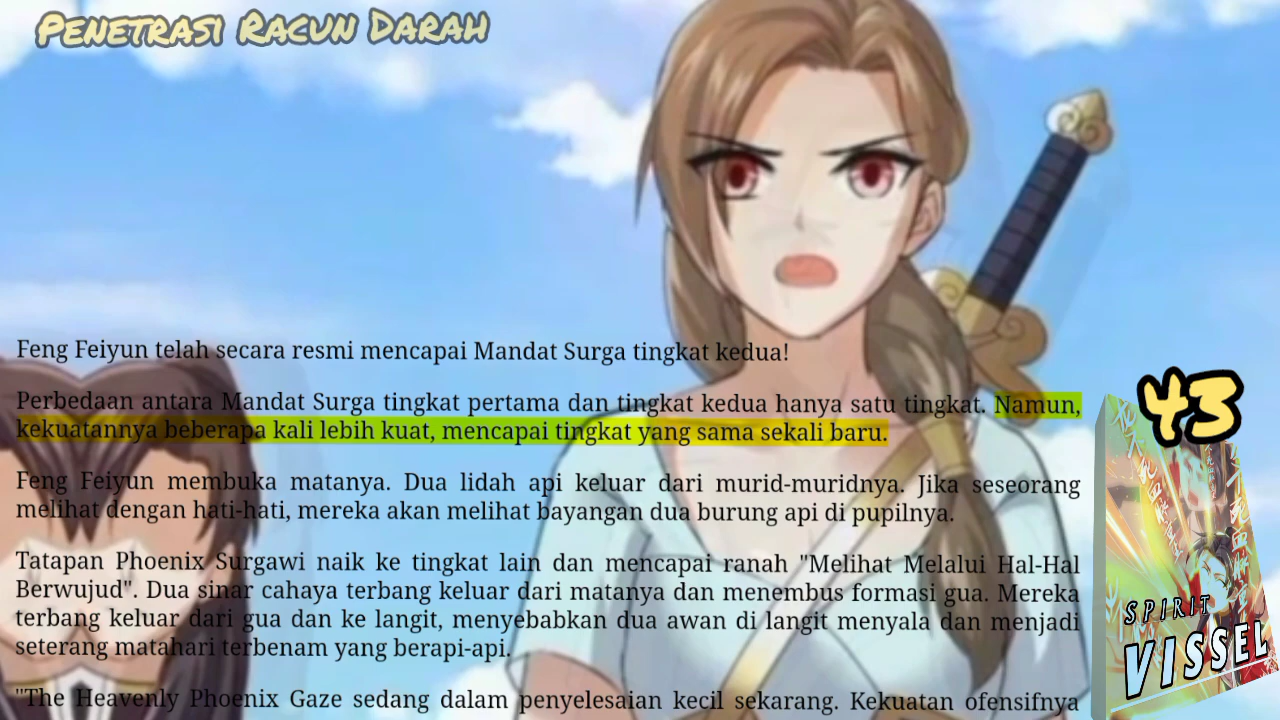 Penetrasi Racun Darah
Feng Feiyun telah secara resmi mencapai Mandat Surga tingkat kedua!
Perbedaan antara Mandat Surga tingkat pertama dan tingkat kedua hanya satu tingkat. Namun,
kekuatannya beberapa kali lebih kuat, mencapai tingkat yang sama sekali baru.
Feng Feiyun membuka matanya. Dua lidah api keluar dari murid-muridnya. Jika seseorang
melihat dengan hati-hati, mereka akan melihat bayangan dua burung api di pupilnya.
Tatapan Phoenix Surgawi naik ke tingkat lain dan mencapai ranah "Melihat Melalui Hal-Hal
Berwujud". Dua sinar cahaya terbang keluar dari matanya dan menembus formasi gua. Mereka
terbang keluar dari gua dan ke langit, menyebabkan dua awan di langit menyala dan menjadi
seterang matahari terbenam yang berapi-api.
"The Heavenly Phoenix Gaze sedang dalam penyelesaian kecil sekarang. Kekuatan ofensifnya
43
SPIRIT
VISSEL